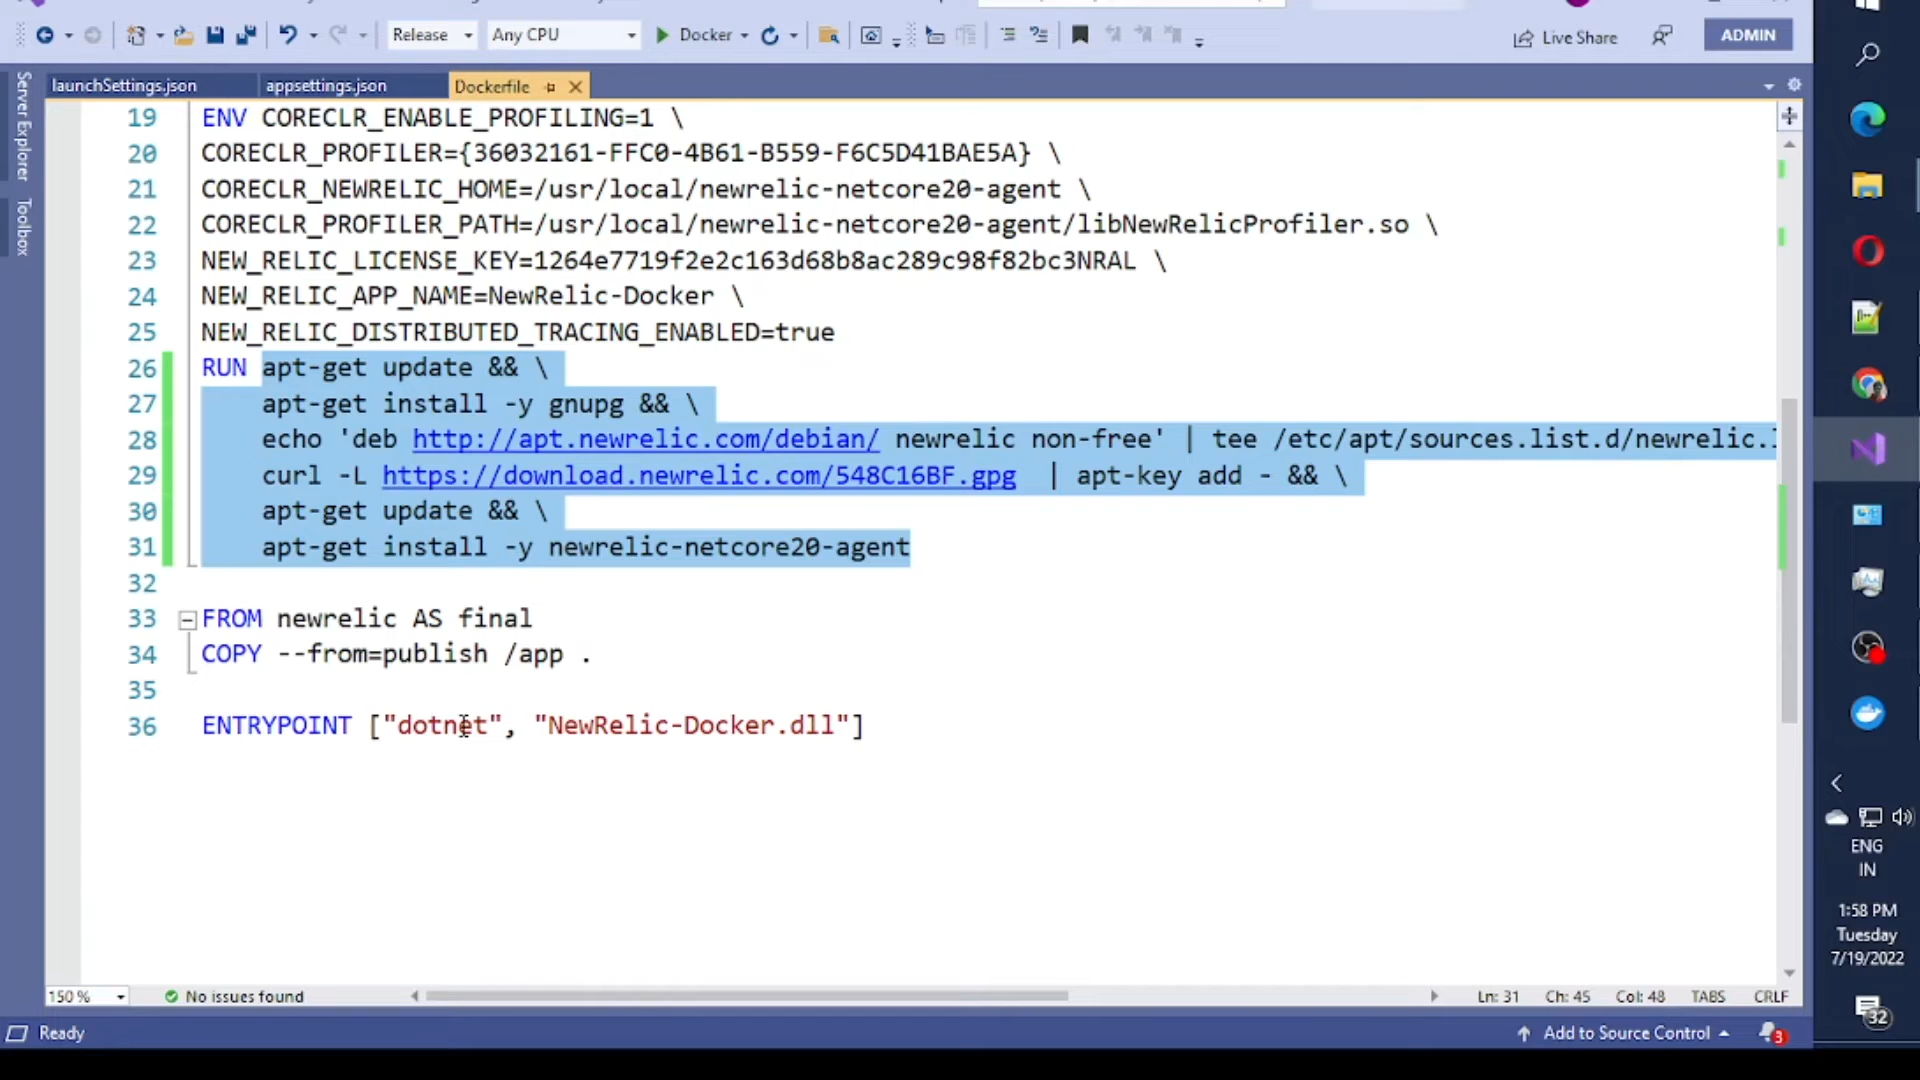 Release
Any CPU
Docker
Live Share
ADMIN
launchSettings.json
appsettings.json
Dockerfile
Server Explorer
Toolbox
19 ENV CORECLR_ENABLE_PROFILING=1 \
20 CORECLR_PROFILER={36032161-FFC0-4B61-B559-F6C5D41BAE5A} \
21 CORECLR_NEWRELIC_HOME=/usr/local/newrelic-netcore20-agent \
22 CORECLR_PROFILER_PATH=/usr/local/newrelic-netcore20-agent/libNewRelicProfiler.so \
23 NEW_RELIC_LICENSE_KEY=1264e7719f2e2c163d68b8ac289c98f82bc3NRAL \
24 NEW_RELIC_APP_NAME=NewRelic-Docker \
25 NEW_RELIC_DISTRIBUTED_TRACING_ENABLED=true
26 RUN apt-get update && \
27 apt-get install -y gnupg && \
28 echo 'deb http://apt.newrelic.com/debian/ newrelic non-free' | tee /etc/apt/sources.list.d/newrelic.l
29 curl -L https://download.newrelic.com/548C16BF.gpg | apt-key add - && \
30 apt-get update && \
31 apt-get install -y newrelic-netcore20-agent
32
33 FROM newrelic AS final
34 COPY --from=publish /app .
35
36 ENTRYPOINT ["dotnet", "NewRelic-Docker.dll"]
150 %
No issues found
Ln: 31
Ch: 45
Col: 48
TABS
CRLF
Ready
Add to Source Control
3
ENG
IN
1:58 PM
Tuesday
7/19/2022
32